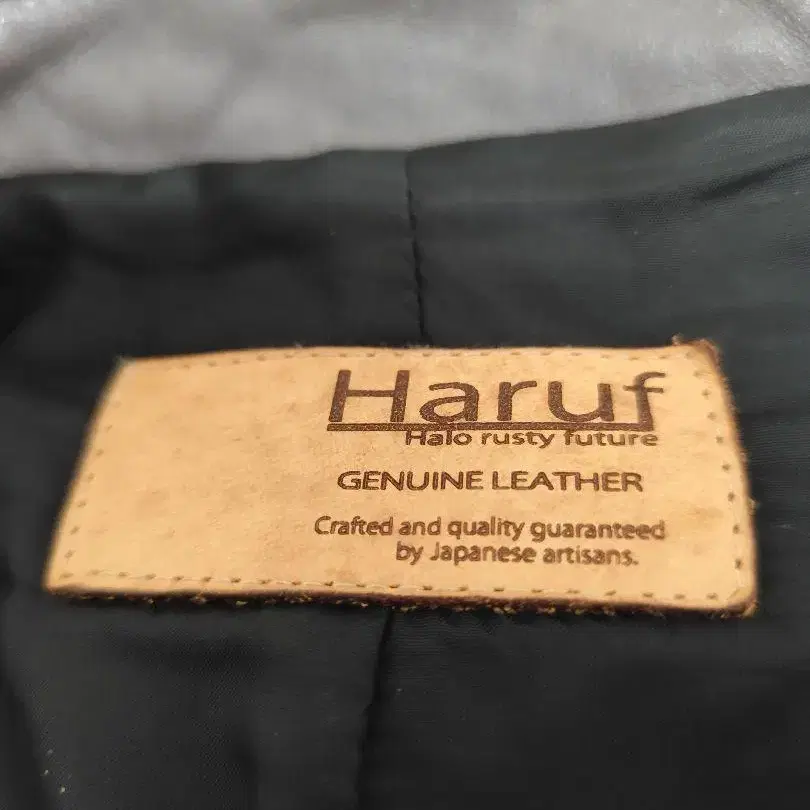 Haruf
Halo rusty future
GENUINE LEATHER
Crafted and quality guaranteed
by Japanese artisans.